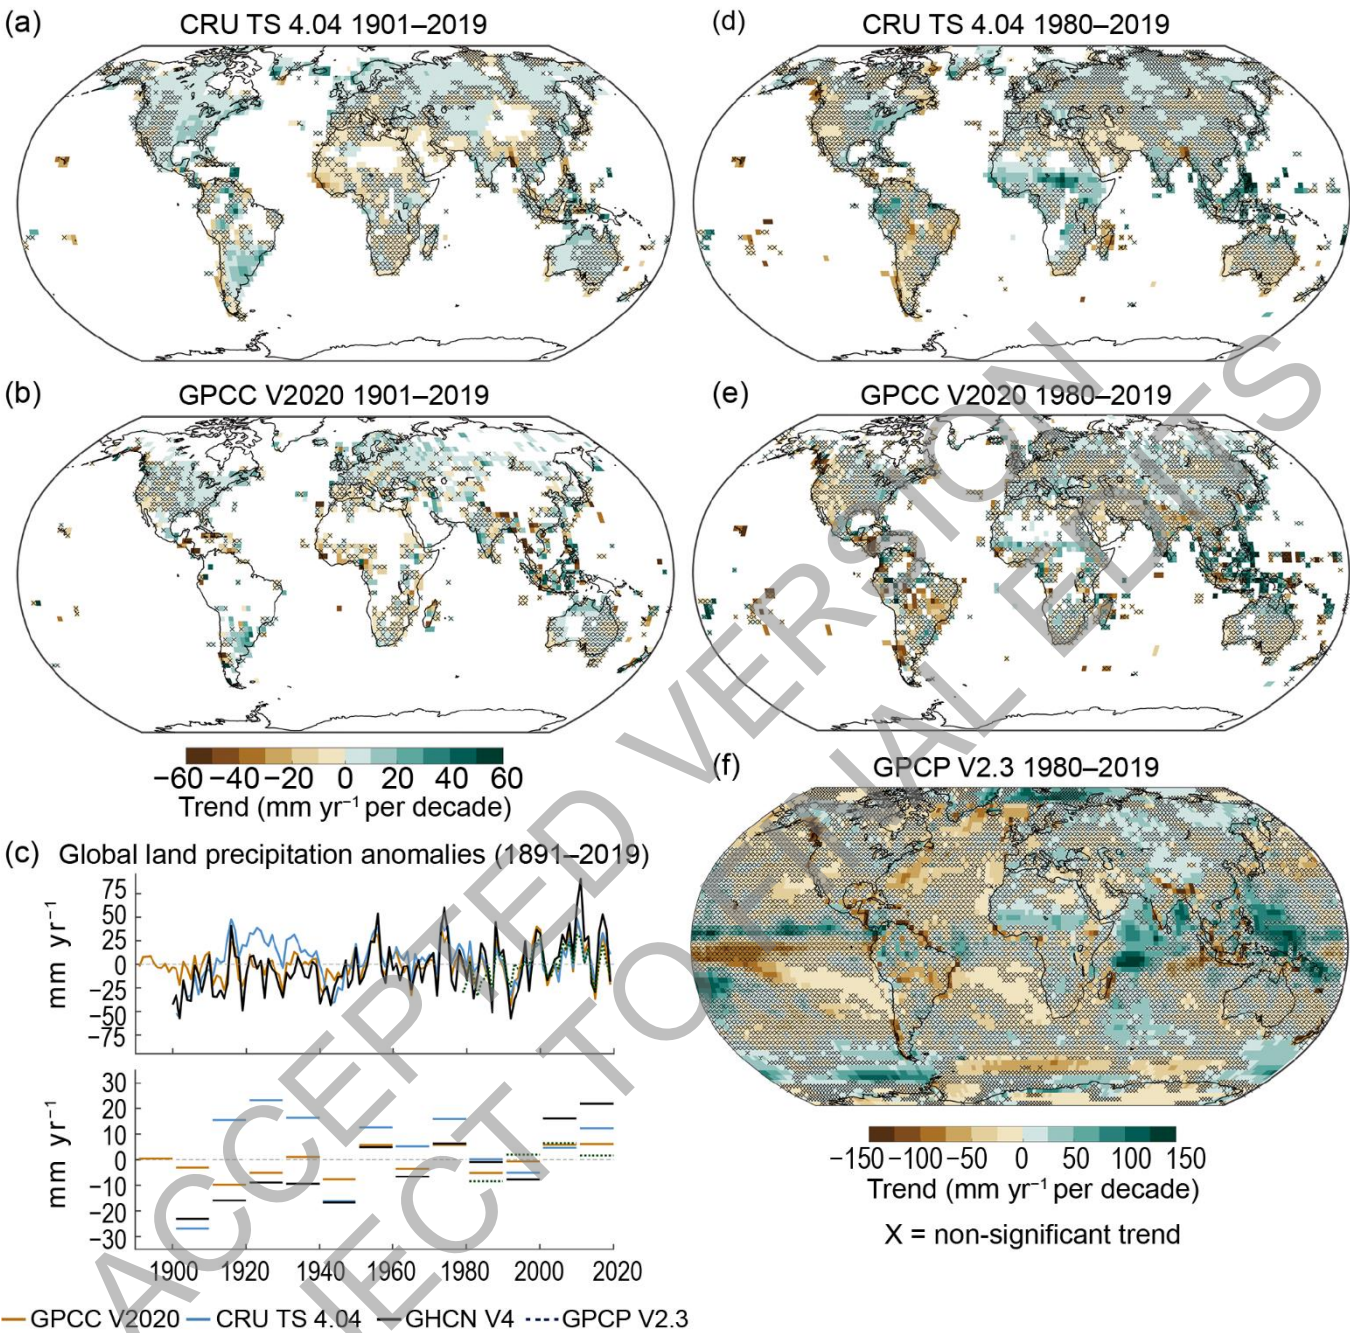 (a) CRU TS 4.04 1901–2019
(d) CRU TS 4.04 1980–2019
(b) GPCC V2020 1901–2019
(e) GPCC V2020 1980–2019
−60 −40 −20 0 20 40 60
Trend (mm yr⁻¹ per decade)
(f) GPCP V2.3 1980–2019
−150 −100 −50 0 50 100 150
Trend (mm yr⁻¹ per decade)
X = non-significant trend
(c) Global land precipitation anomalies (1891–2019)
75
50
25
0
−25
−50
−75
mm yr⁻¹
30
20
10
0
−10
−20
−30
mm yr⁻¹
1900 1920 1940 1960 1980 2000 2020
GPCC V2020 CRU TS 4.04 GHCN V4 GPCP V2.3
ACCEPTED VERSION
JECT TO FINAL EDITS